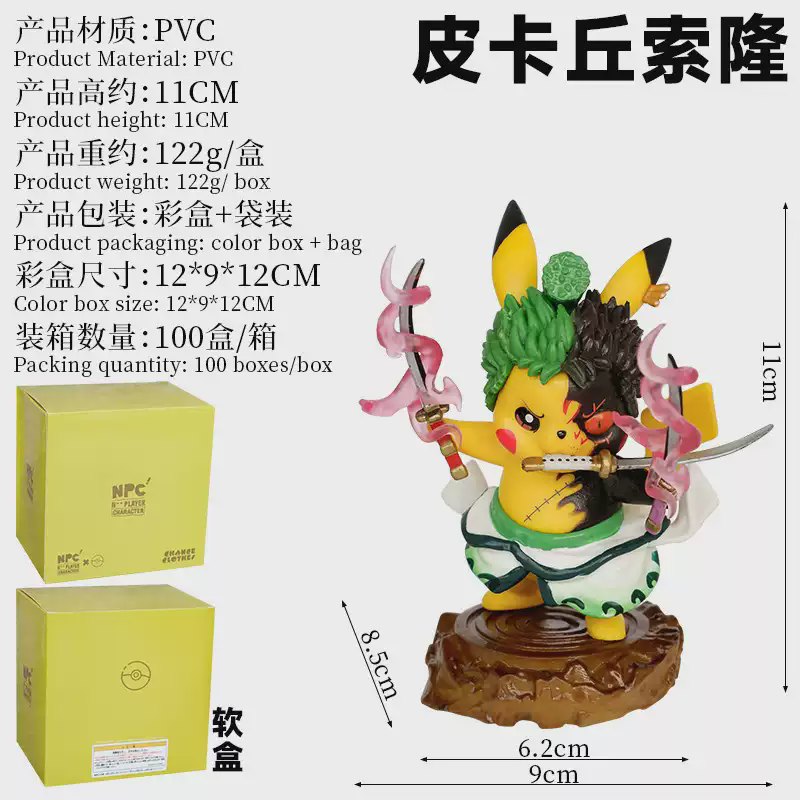 皮卡丘索隆
产品材质:PVC
Product Material: PVC
产品高约:11CM
Product height: 11CM
产品重约:122g/盒
Product weight: 122g/ box
产品包装:彩盒+袋装
Product packaging: color box + bag
彩盒尺寸:12*9*12CM
Color box size: 12*9*12CM
装箱数量:100盒/箱
Packing quantity: 100 boxes/box
NPC
N** PLAYER
CHARACTER
NPC
N** PLAYER
CHARACTER
×
CHANGE
CLOTHES
软盒
11cm
8.5cm
6.2cm
9cm